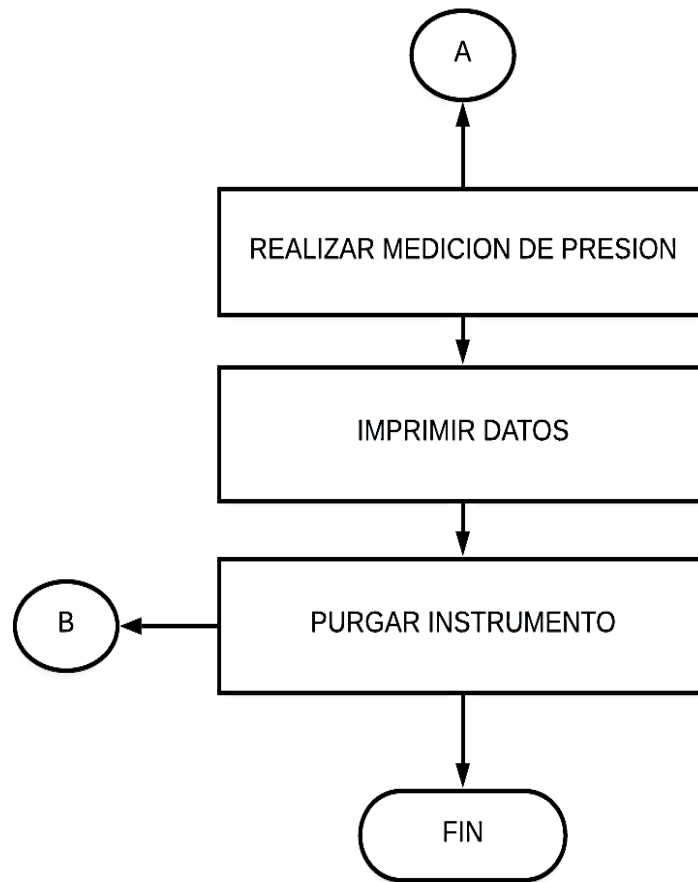 A
REALIZAR MEDICION DE PRESION
IMPRIMIR DATOS
B
PURGAR INSTRUMENTO
FIN